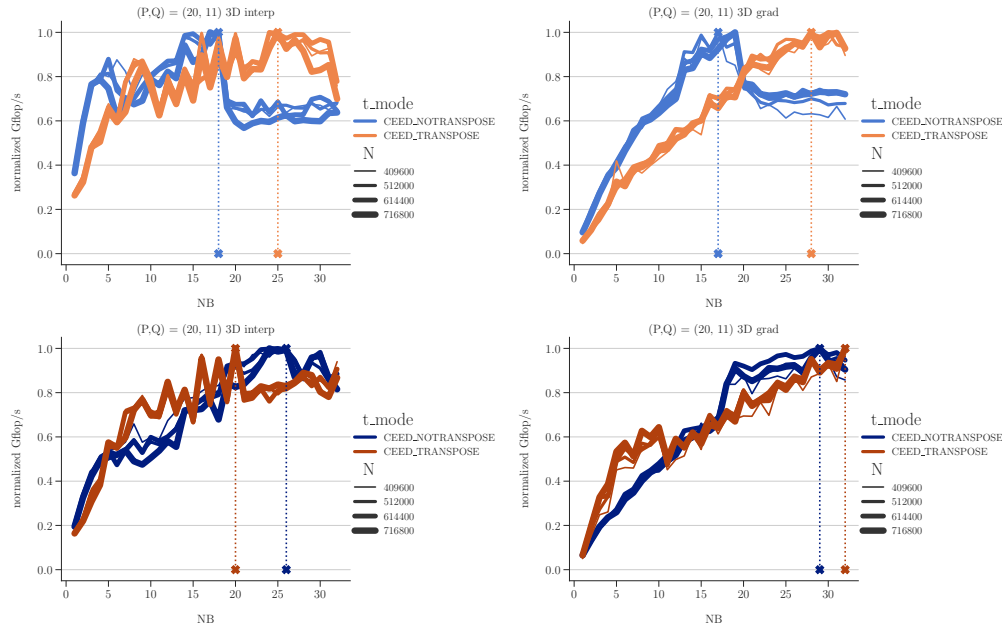 (P,Q) = (20, 11) 3D interp
normalized Gflop/s
1.0
0.8
0.6
0.4
0.2
0.0
0 5 10 15 20 25 30
NB
t_mode
CEED_NOTRANSPOSE
CEED_TRANSPOSE
N
409600
512000
614400
716800
(P,Q) = (20, 11) 3D grad
normalized Gflop/s
1.0
0.8
0.6
0.4
0.2
0.0
0 5 10 15 20 25 30
NB
t_mode
CEED_NOTRANSPOSE
CEED_TRANSPOSE
N
409600
512000
614400
716800
(P,Q) = (20, 11) 3D interp
normalized Gflop/s
1.0
0.8
0.6
0.4
0.2
0.0
0 5 10 15 20 25 30
NB
t_mode
CEED_NOTRANSPOSE
CEED_TRANSPOSE
N
409600
512000
614400
716800
(P,Q) = (20, 11) 3D grad
normalized Gflop/s
1.0
0.8
0.6
0.4
0.2
0.0
0 5 10 15 20 25 30
NB
t_mode
CEED_NOTRANSPOSE
CEED_TRANSPOSE
N
409600
512000
614400
716800